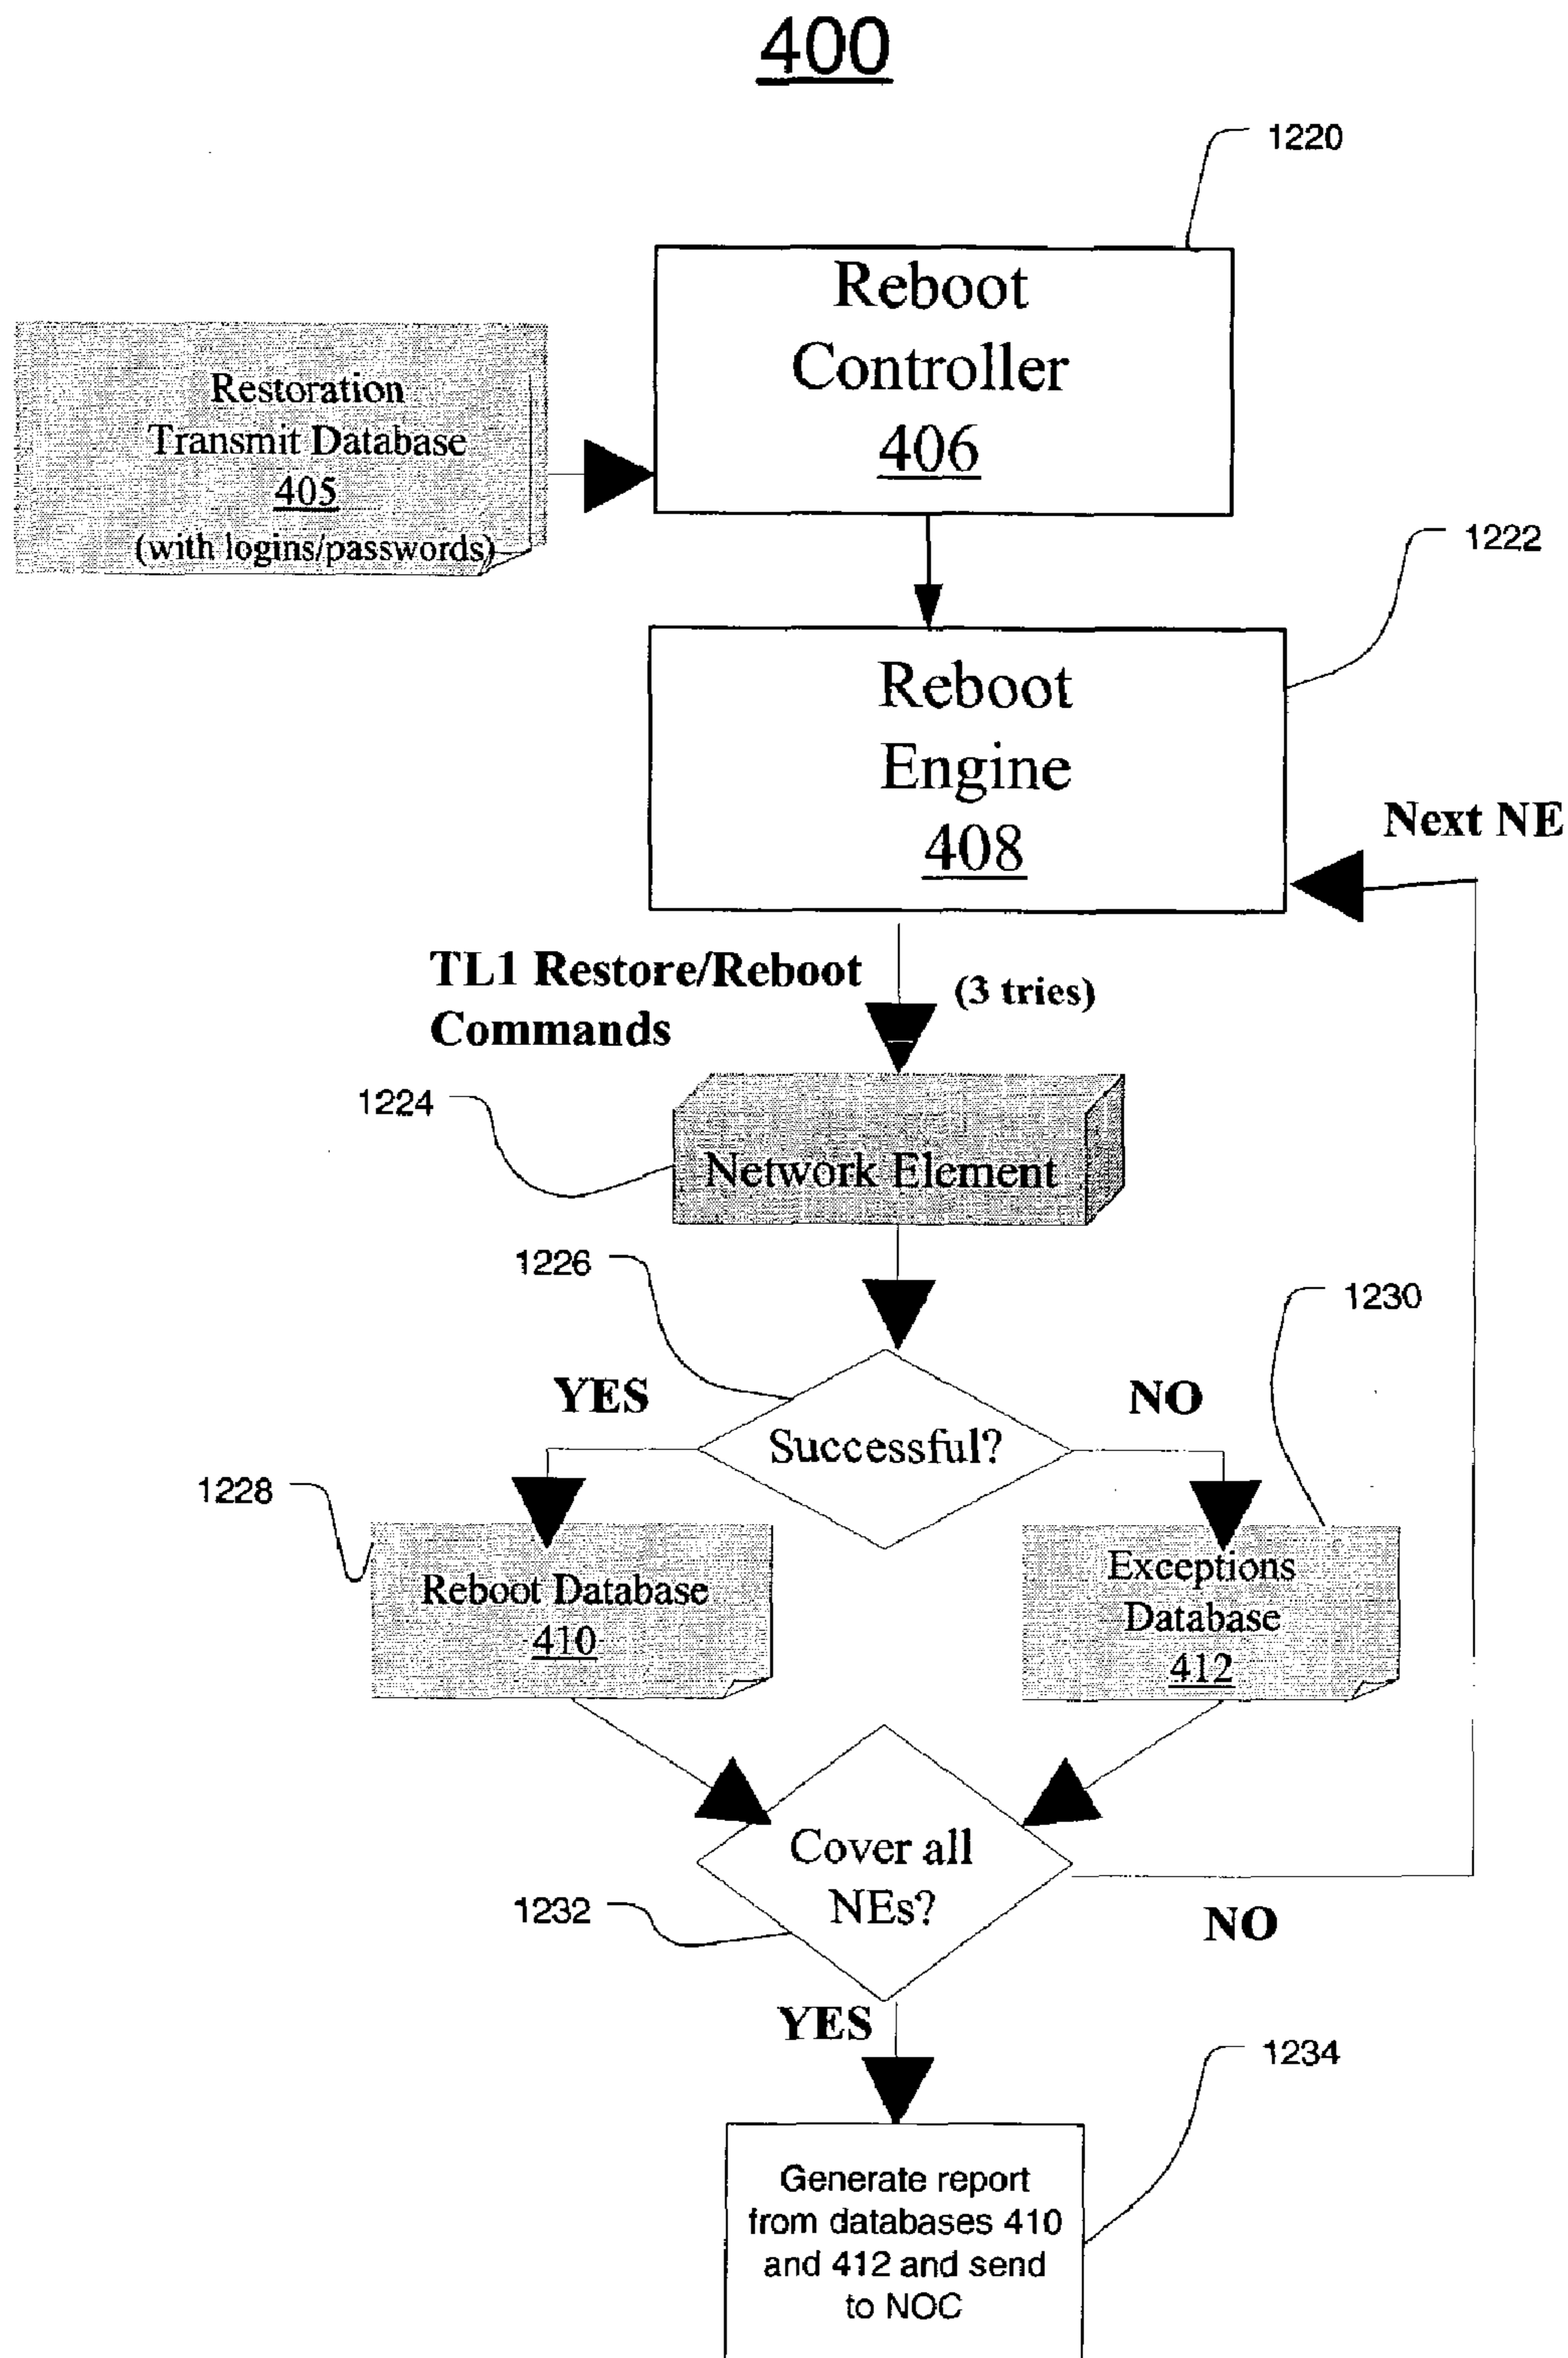 400
1220
Reboot
Controller
406
Restoration
Transmit Database
405
(with logins/passwords)
1222
Reboot
Engine
408
Next NE
TL1 Restore/Reboot
Commands
(3 tries)
1224
Network Element
1226
1230
YES
NO
Successful?
1228
Reboot Database
410
Exceptions
Database
412
Cover all
NEs?
1232
NO
YES
1234
Generate report
from databases 410
and 412 and send
to NOC